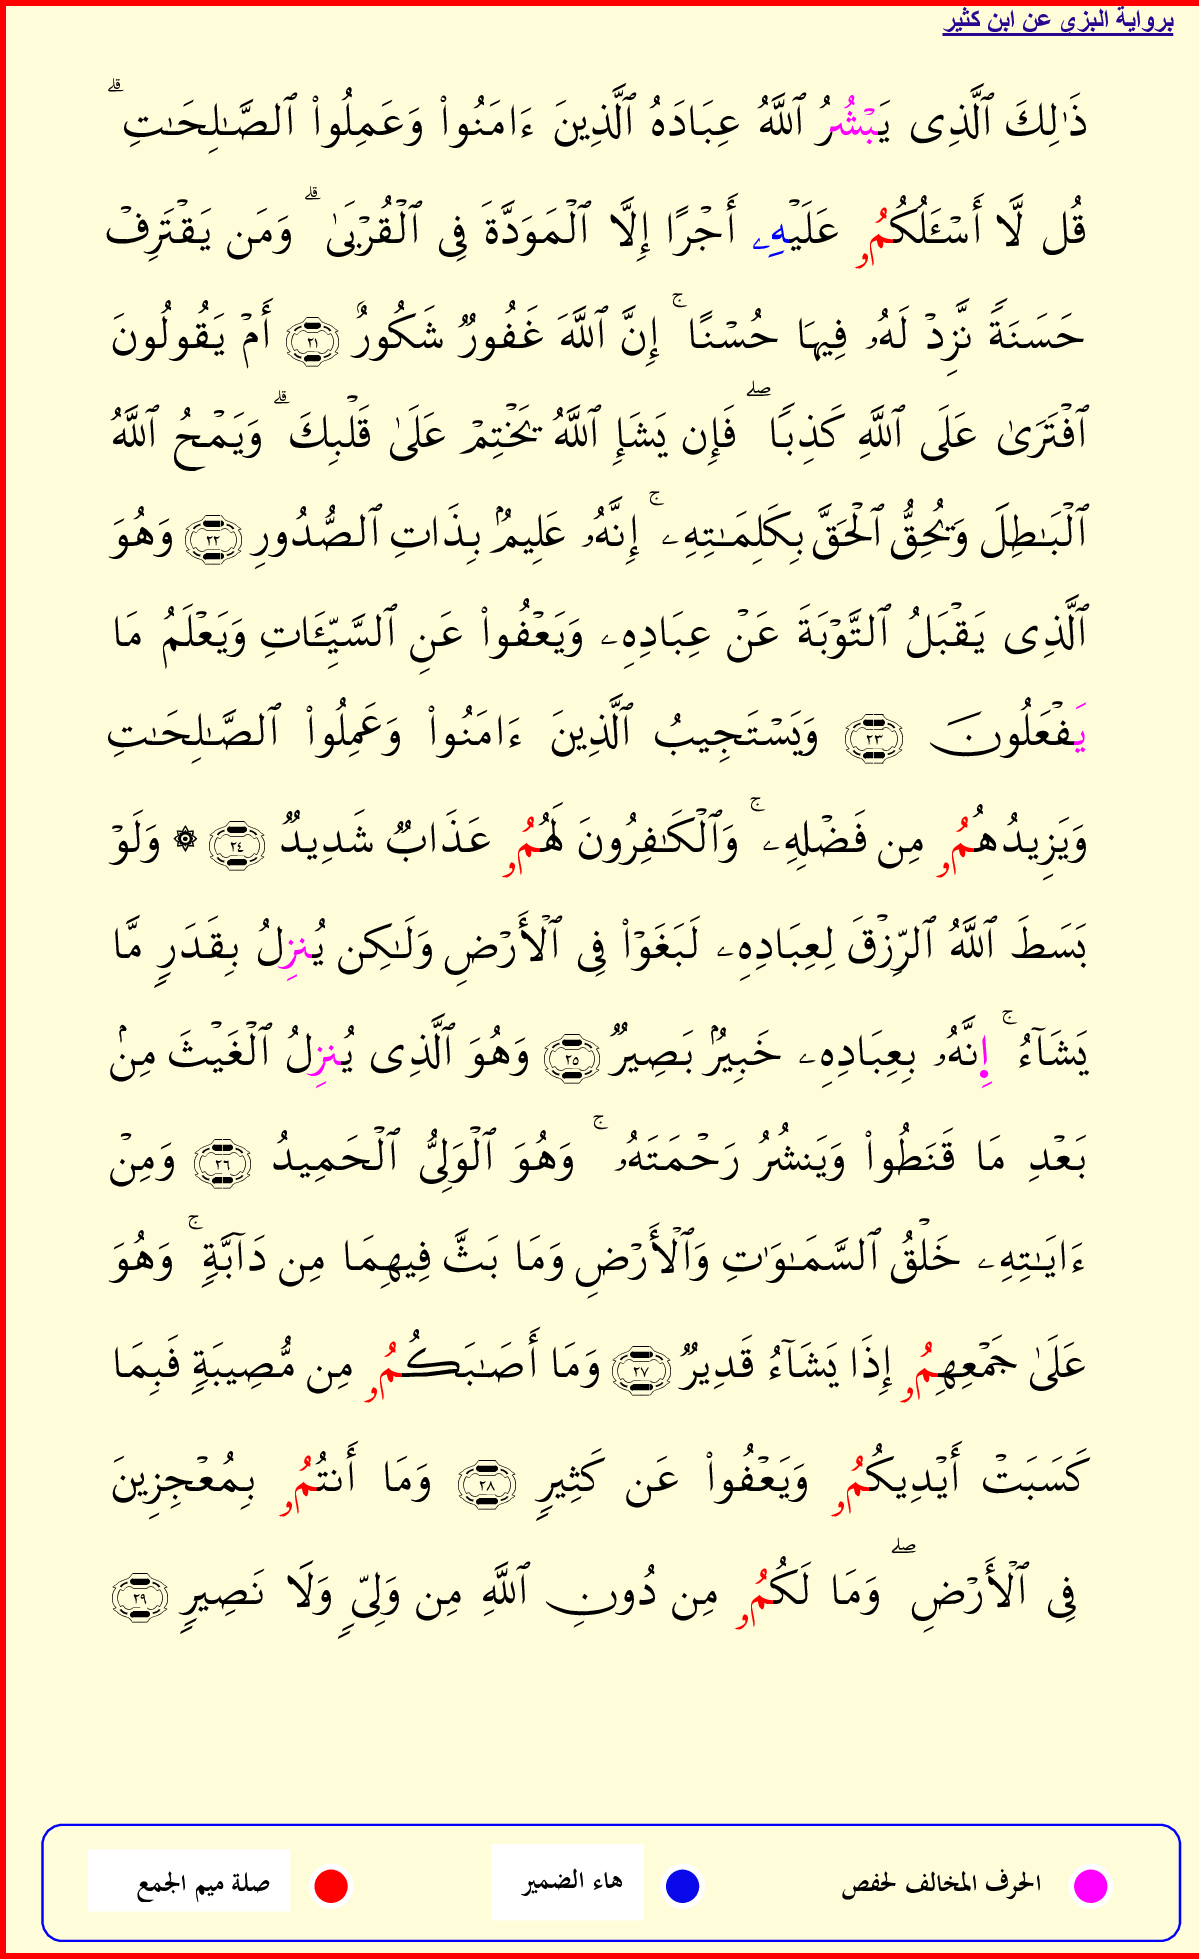 برواية البزى عن ابن كثير
ذَٰلِكَ ٱلَّذِى يَبْشُرُ ٱللَّهُ عِبَادَهُ ٱلَّذِينَ ءَامَنُوا۟ وَعَمِلُوا۟ ٱلصَّـٰلِحَـٰتِ ۗ
قُل لَّا أَسْـَٔلُكُمُو عَلَيْهِۦ أَجْرًا إِلَّا ٱلْمَوَدَّةَ فِى ٱلْقُرْبَىٰ ۗ وَمَن يَقْتَرِفْ
حَسَنَةً نَّزِدْ لَهُۥ فِيهَا حُسْنًا ۚ إِنَّ ٱللَّهَ غَفُورٌ شَكُورٌ ٢١ أَمْ يَقُولُونَ
ٱفْتَرَىٰ عَلَى ٱللَّهِ كَذِبًا ۖ فَإِن يَشَإِ ٱللَّهُ يَخْتِمْ عَلَىٰ قَلْبِكَ ۗ وَيَمْحُ ٱللَّهُ
ٱلْبَـٰطِلَ وَيُحِقُّ ٱلْحَقَّ بِكَلِمَـٰتِهِۦ ۚ إِنَّهُۥ عَلِيمٌۢ بِذَاتِ ٱلصُّدُورِ ٢٢ وَهُوَ
ٱلَّذِى يَقْبَلُ ٱلتَّوْبَةَ عَنْ عِبَادِهِۦ وَيَعْفُوا۟ عَنِ ٱلسَّيِّـَٔاتِ وَيَعْلَمُ مَا
يَفْعَلُونَ ٢٣ وَيَسْتَجِيبُ ٱلَّذِينَ ءَامَنُوا۟ وَعَمِلُوا۟ ٱلصَّـٰلِحَـٰتِ
وَيَزِيدُهُمُو مِن فَضْلِهِۦ ۚ وَٱلْكَـٰفِرُونَ لَهُمُو عَذَابٌ شَدِيدٌ ٢٤ ۞ وَلَوْ
بَسَطَ ٱللَّهُ ٱلرِّزْقَ لِعِبَادِهِۦ لَبَغَوْا۟ فِى ٱلْأَرْضِ وَلَـٰكِن يُنزِلُ بِقَدَرٍ مَّا
يَشَآءُ ۚ إِنَّهُۥ بِعِبَادِهِۦ خَبِيرٌۢ بَصِيرٌ ٢٥ وَهُوَ ٱلَّذِى يُنزِلُ ٱلْغَيْثَ مِنۢ
بَعْدِ مَا قَنَطُوا۟ وَيَنشُرُ رَحْمَتَهُۥ ۚ وَهُوَ ٱلْوَلِىُّ ٱلْحَمِيدُ ٢٦ وَمِنْ
ءَايَـٰتِهِۦ خَلْقُ ٱلسَّمَـٰوَٰتِ وَٱلْأَرْضِ وَمَا بَثَّ فِيهِمَا مِن دَآبَّةٍ ۚ وَهُوَ
عَلَىٰ جَمْعِهِمُو إِذَا يَشَآءُ قَدِيرٌ ٢٧ وَمَا أَصَـٰبَكُمُو مِن مُّصِيبَةٍ فَبِمَا
كَسَبَتْ أَيْدِيكُمُو وَيَعْفُوا۟ عَن كَثِيرٍ ٢٨ وَمَا أَنتُمُو بِمُعْجِزِينَ
فِى ٱلْأَرْضِ ۖ وَمَا لَكُمُو مِن دُونِ ٱللَّهِ مِن وَلِىٍّ وَلَا نَصِيرٍ ٢٩
الحرف المخالف لحفص هاء الضمير صلة ميم الجمع